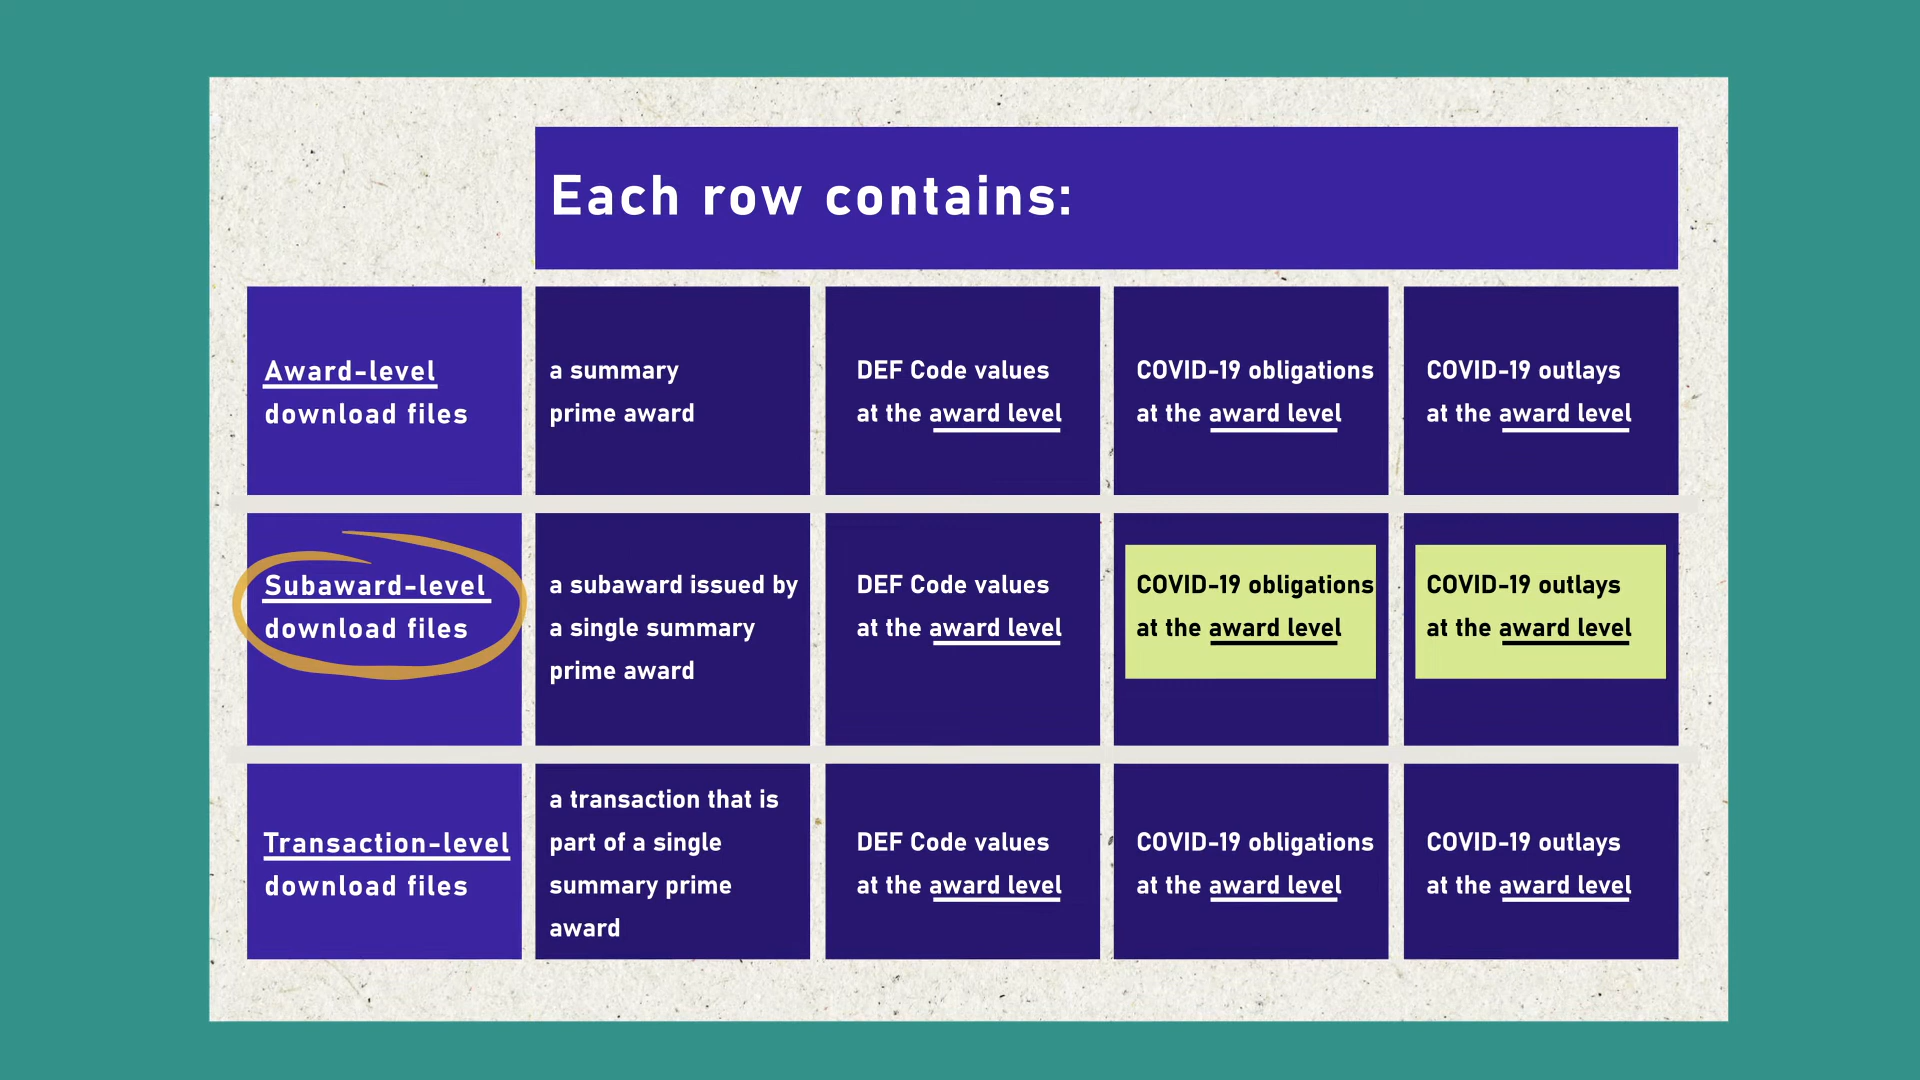 Each row contains:
Award-level
download files
a summary
prime award
DEF Code values
at the award level
COVID-19 obligations
at the award level
COVID-19 outlays
at the award level
Subaward-level
download files
a subaward issued by
a single summary
prime award
DEF Code values
at the award level
COVID-19 obligations
at the award level
COVID-19 outlays
at the award level
Transaction-level
download files
a transaction that is
part of a single
summary prime
award
DEF Code values
at the award level
COVID-19 obligations
at the award level
COVID-19 outlays
at the award level